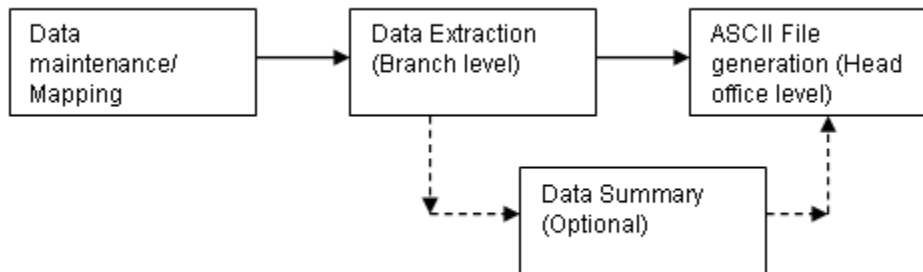 Data
maintenance/
Mapping
Data Extraction
(Branch level)
ASCII File
generation (Head
office level)
Data Summary
(Optional)